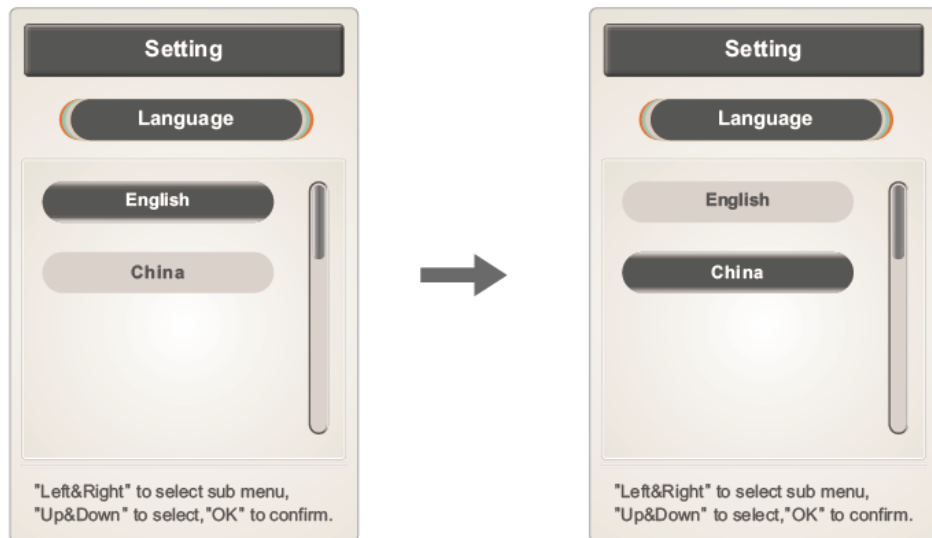 Setting
Language
English
China
"Left&Right" to select sub menu,
"Up&Down" to select,"OK" to confirm.
Setting
Language
English
China
"Left&Right" to select sub menu,
"Up&Down" to select,"OK" to confirm.